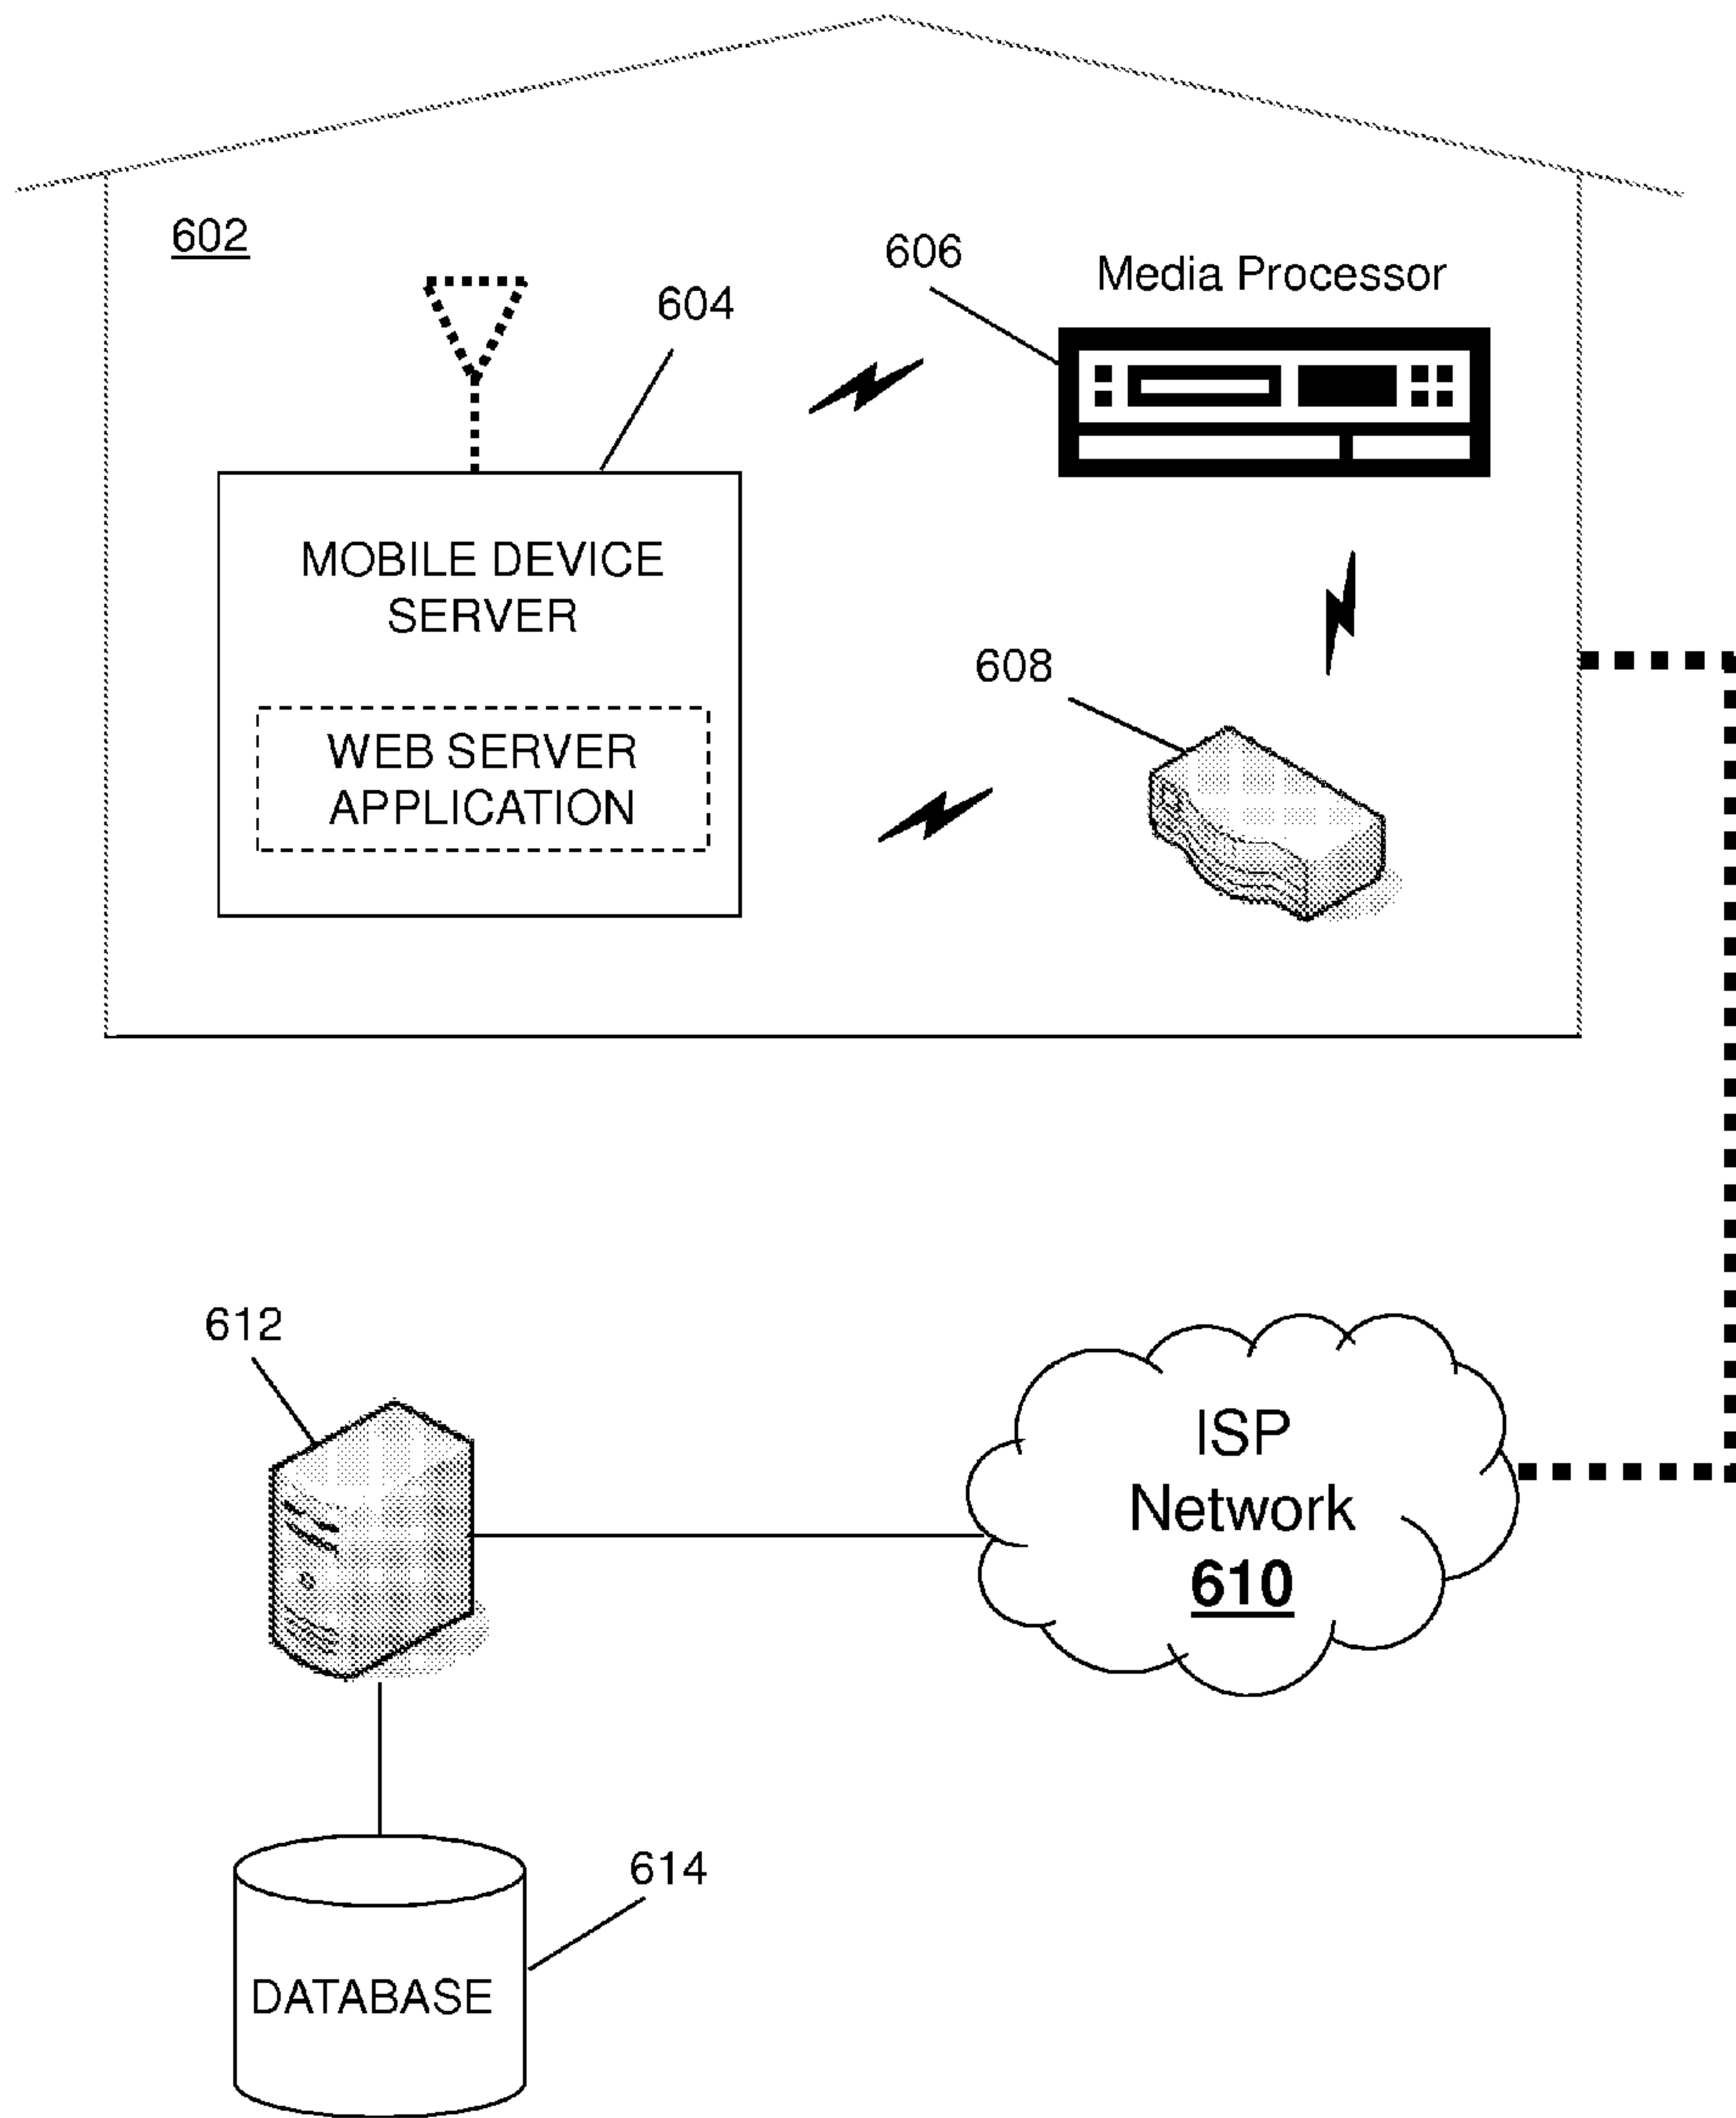 602
606
Media Processor
604
MOBILE DEVICE
SERVER
608
WEB SERVER
APPLICATION
612
ISP
Network
610
614
DATABASE